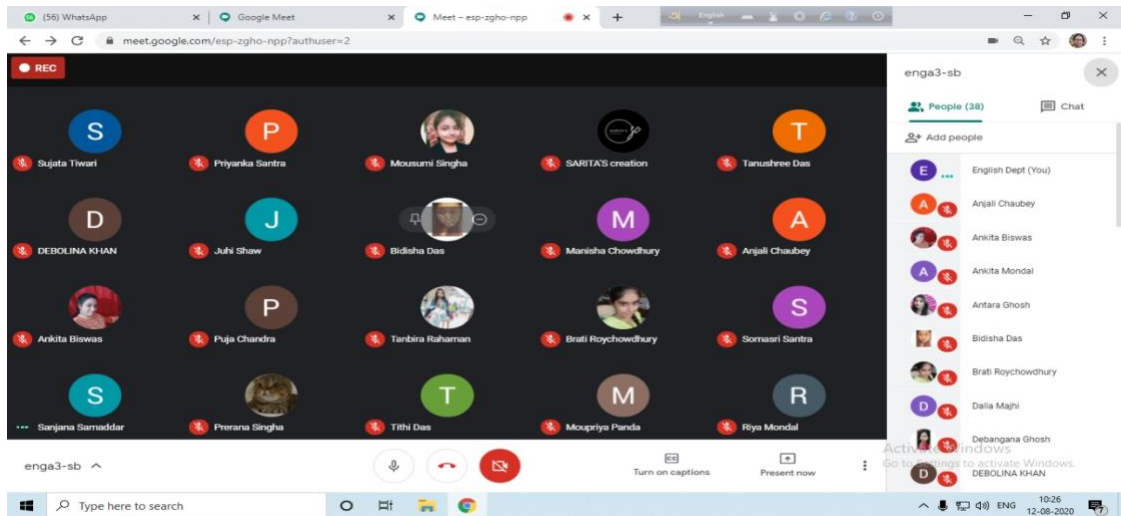 (56) WhatsApp
Google Meet
Meet – esp-zgho-npp
English
meet.google.com/esp-zgho-npp?authuser=2
REC
enga3-sb
People (38)
Chat
Add people
S
P
T
Sujata Tiwari
Priyanka Santra
Mousumi Singha
SARITA'S creation
Tanushree Das
D
J
M
A
DEBOLINA KHAN
Juhi Shaw
Bidisha Das
Manisha Chowdhury
Anjali Chaubey
P
S
Ankita Biswas
Puja Chandra
Tanbira Rahaman
Brati Roychowdhury
Somasri Santra
S
T
M
R
Sanjana Samaddar
Prerana Singha
Tithi Das
Moupriya Panda
Riya Mondal
E
English Dept (You)
A
Anjali Chaubey
Ankita Biswas
A
Ankita Mondal
Antara Ghosh
Bidisha Das
Brati Roychowdhury
D
Dalia Majhi
Debangana Ghosh
D
DEBOLINA KHAN
Activate Windows
Go to Settings to activate Windows.
enga3-sb
Turn on captions
Present now
Type here to search
ENG
10:26
12-08-2020
7